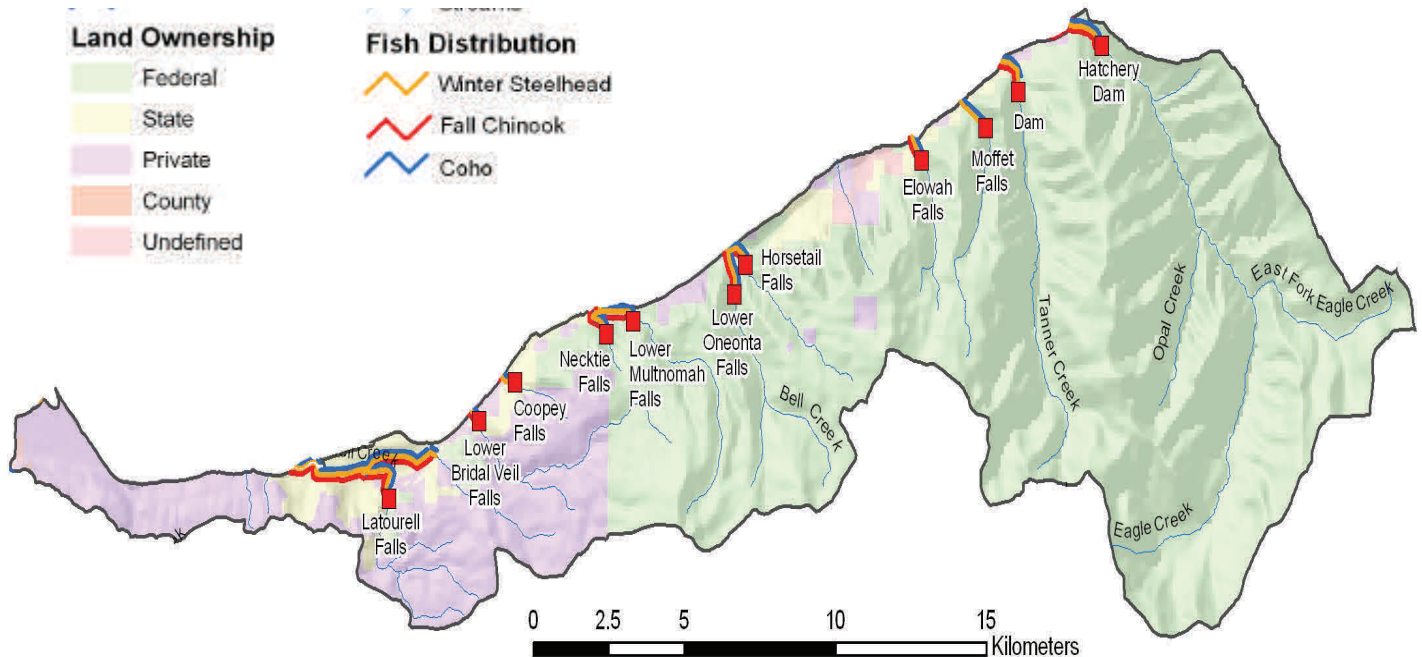 Streams
Land Ownership
Federal
State
Private
County
Undefined
Fish Distribution
Winter Steelhead
Fall Chinook
Coho
Hatchery
Dam
Dam
Moffet
Falls
Elowah
Falls
Horsetail
Falls
Lower
Oneonta
Falls
Lower
Multnomah
Falls
Necktie
Falls
Coopey
Falls
Lower
Bridal Veil
Falls
Latourell
Falls
Creek
Bell Creek
Tanner Creek
Opal Creek
East Fork Eagle Creek
Eagle Creek
k
0 2.5 5 10 15
Kilometers